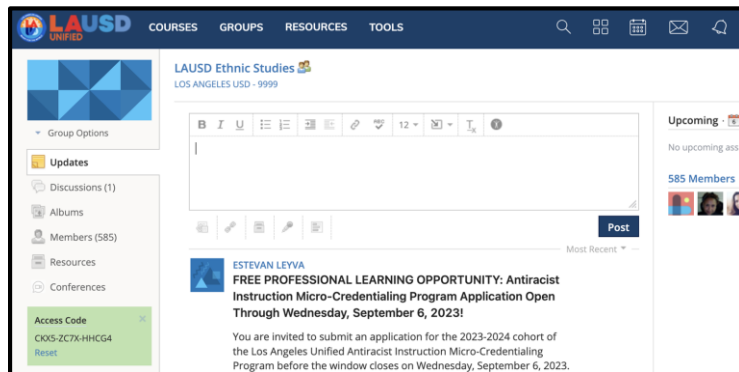 LAUSD
UNIFIED
COURSES GROUPS RESOURCES TOOLS
LAUSD Ethnic Studies
LOS ANGELES USD - 9999
Group Options
Updates
Discussions (1)
Albums
Members (585)
Resources
Conferences
Access Code
CKX5-ZC7X-HHCG4
Reset
B I U 12
Post
Most Recent
ESTEVAN LEYVA
FREE PROFESSIONAL LEARNING OPPORTUNITY: Antiracist
Instruction Micro-Credentialing Program Application Open
Through Wednesday, September 6, 2023!
You are invited to submit an application for the 2023-2024 cohort of
the Los Angeles Unified Antiracist Instruction Micro-Credentialing
Program before the window closes on Wednesday, September 6, 2023.
Upcoming ·
No upcoming ass
585 Members